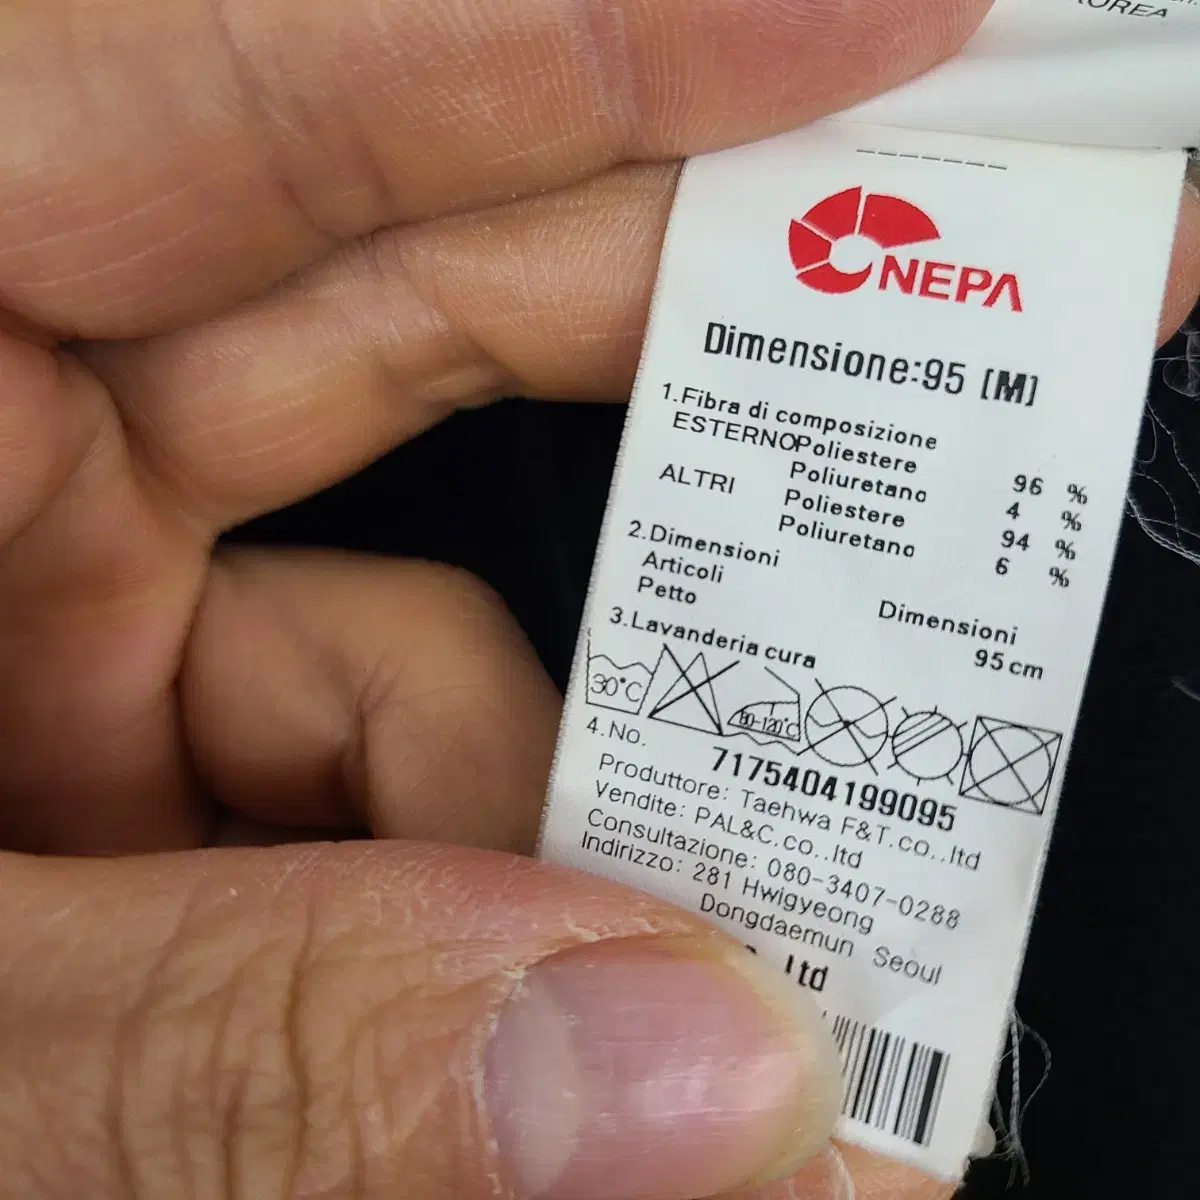 KOREA
NEPA
Dimensione:95 (M)
1.Fibra di composizione
ESTERNO Poliestere 96 %
Poliuretano 4 %
ALTRI Poliestere 94 %
Poliuretano 6 %
2.Dimensioni
Articoli Dimensioni
Petto 95cm
3.Lavanderia cura
30°C 80-120°C
4.No. 7175404199095
Produttore: Taehwa F&T.co.,ltd
Vendite: PAL&C.co..ltd
Consultazione: 080-3407-0288
Indirizzo: 281 Hwigyeong
Dongdaemun Seoul
Ltd